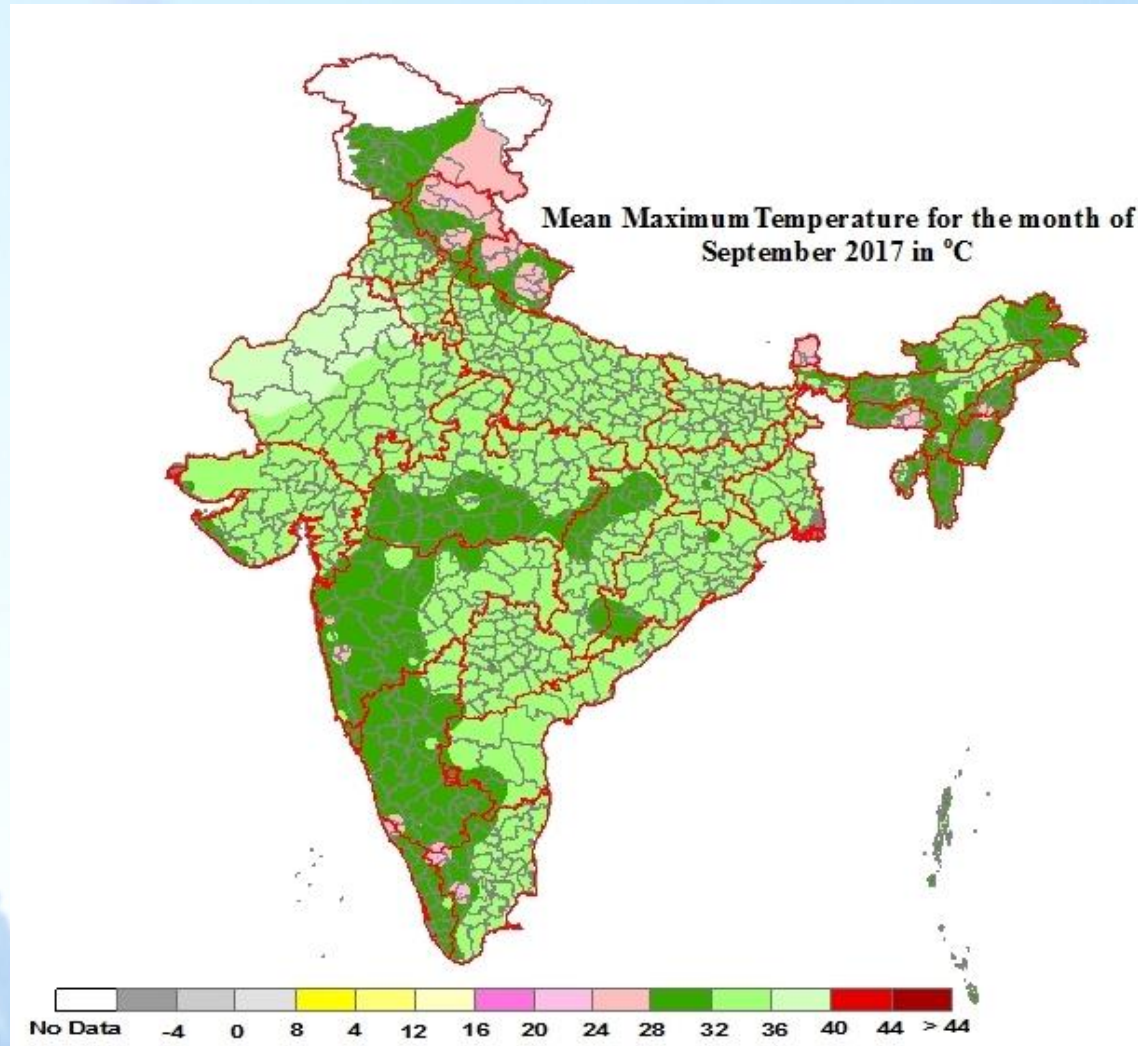 Mean Maximum Temperature for the month of
September 2017 in °C
No Data -4 0 8 4 12 16 20 24 28 32 36 40 44 > 44